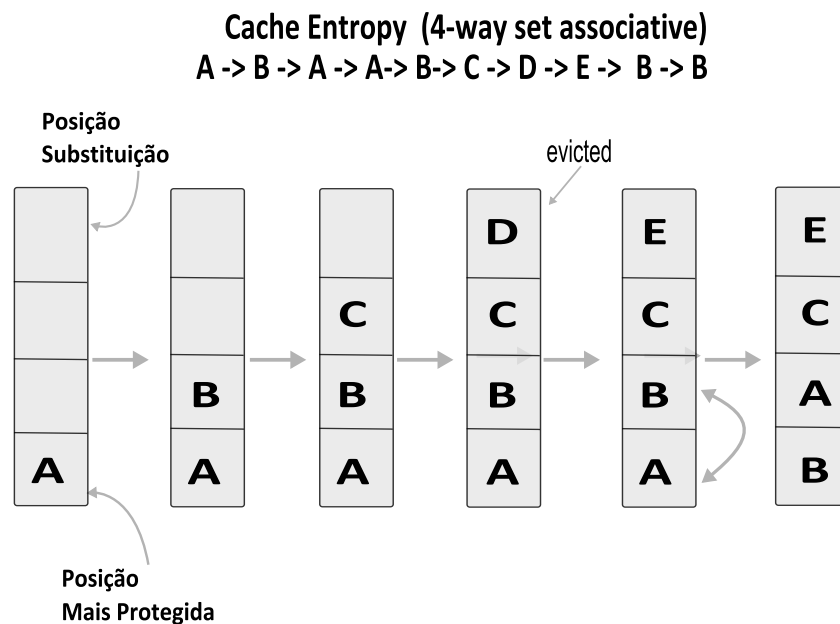 Cache Entropy (4-way set associative)
A -> B -> A -> A-> B-> C -> D -> E -> B -> B
Posição
Substituição
evicted
D
E
E
C
C
C
C
B
B
B
B
A
A
A
A
A
A
B
Posição
Mais Protegida